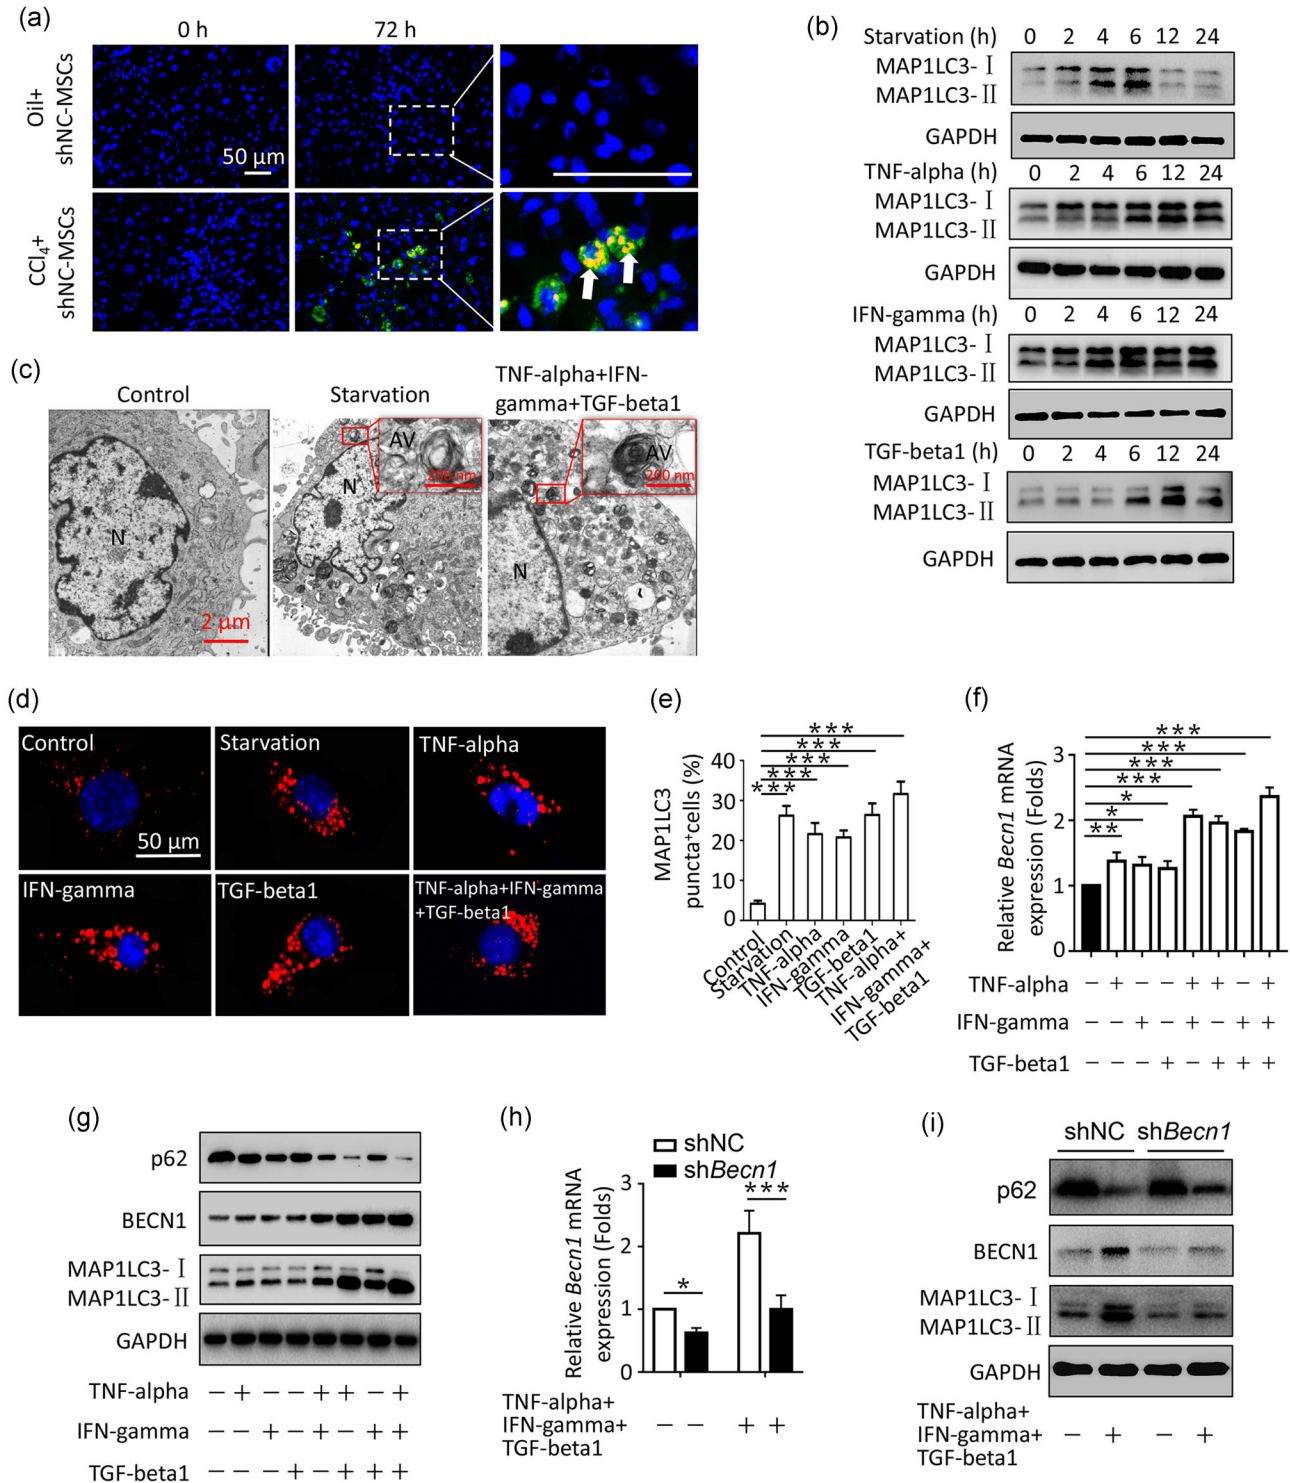 (a)
0 h
72 h
Oil+
shNC-MSCs
50 μm
CCl4+
shNC-MSCs
(b)
Starvation (h) 0 2 4 6 12 24
MAP1LC3- Ⅰ
MAP1LC3- Ⅱ
GAPDH
TNF-alpha (h) 0 2 4 6 12 24
MAP1LC3- Ⅰ
MAP1LC3- Ⅱ
GAPDH
IFN-gamma (h) 0 2 4 6 12 24
MAP1LC3- Ⅰ
MAP1LC3- Ⅱ
GAPDH
TGF-beta1 (h) 0 2 4 6 12 24
MAP1LC3- Ⅰ
MAP1LC3- Ⅱ
GAPDH
(c)
Control
Starvation
TNF-alpha+IFN-
gamma+TGF-beta1
N
2 μm
N
AV
200 nm
N
AV
200 nm
(d)
Control
50 μm
Starvation
TNF-alpha
IFN-gamma
TGF-beta1
TNF-alpha+IFN-gamma
+TGF-beta1
(e)
MAP1LC3
puncta+cells (%)
40
30
20
10
0
***
***
***
***
***
Control
Starvation
TNF-alpha
IFN-gamma
TGF-beta1
TNF-alpha+
IFN-gamma+
TGF-beta1
(f)
Relative Becn1 mRNA
expression (Folds)
3
2
1
0
***
***
***
***
*
*
**
TNF-alpha − + − − + + − +
IFN-gamma − − + − + − + +
TGF-beta1 − − − + − + + +
(g)
p62
BECN1
MAP1LC3- Ⅰ
MAP1LC3- Ⅱ
GAPDH
TNF-alpha − + − − + + − +
IFN-gamma − − + − + − + +
TGF-beta1 − − − + − + + +
(h)
shNC
shBecn1
Relative Becn1 mRNA
expression (Folds)
3
2
1
0
*
***
TNF-alpha+
IFN-gamma+ − − + +
TGF-beta1
(i)
shNC shBecn1
p62
BECN1
MAP1LC3- Ⅰ
MAP1LC3- Ⅱ
GAPDH
TNF-alpha+
IFN-gamma+ − + − +
TGF-beta1